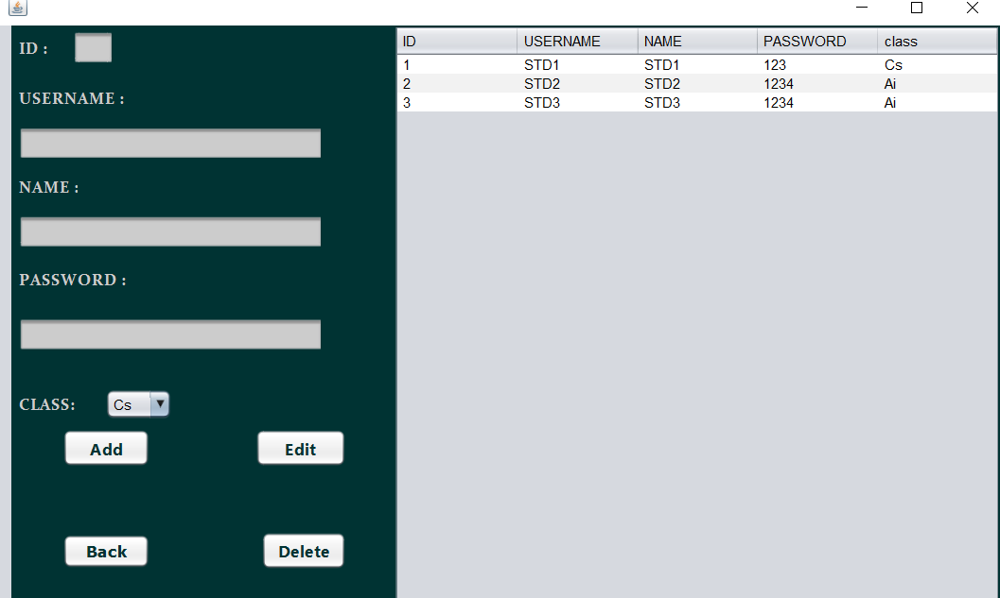 ID :
USERNAME :
NAME :
PASSWORD :
CLASS: Cs
Add Edit
Back Delete
ID USERNAME NAME PASSWORD class
1 STD1 STD1 123 Cs
2 STD2 STD2 1234 Ai
3 STD3 STD3 1234 Ai